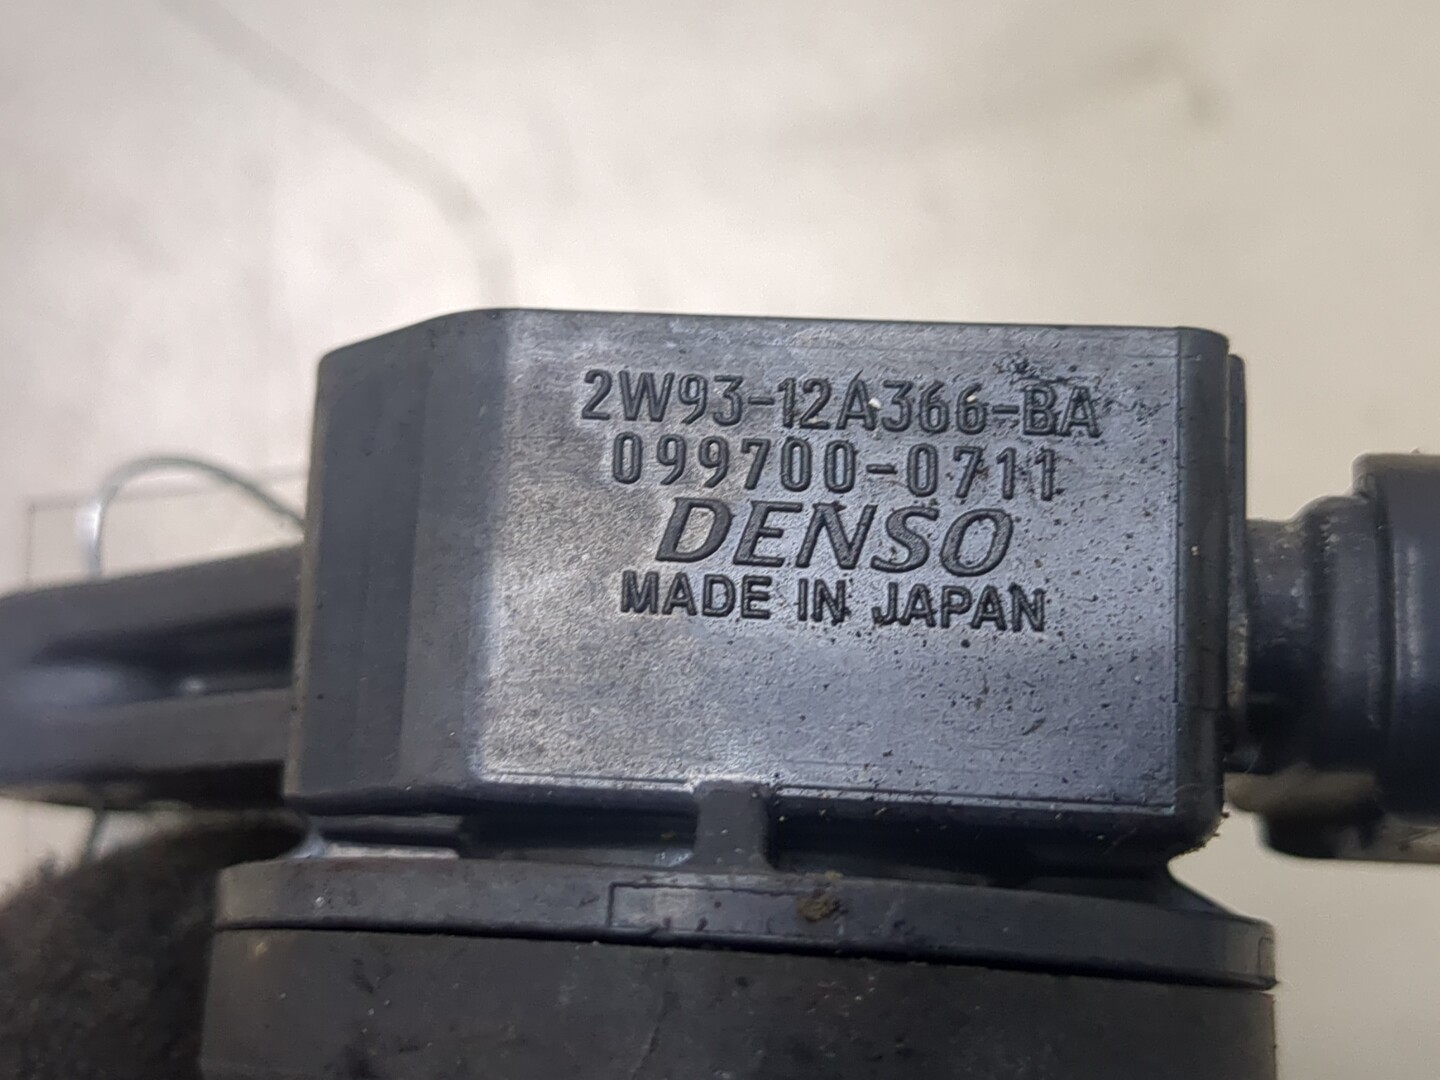 2W93-12A366-BA
099700-0711
DENSO
MADE IN JAPAN